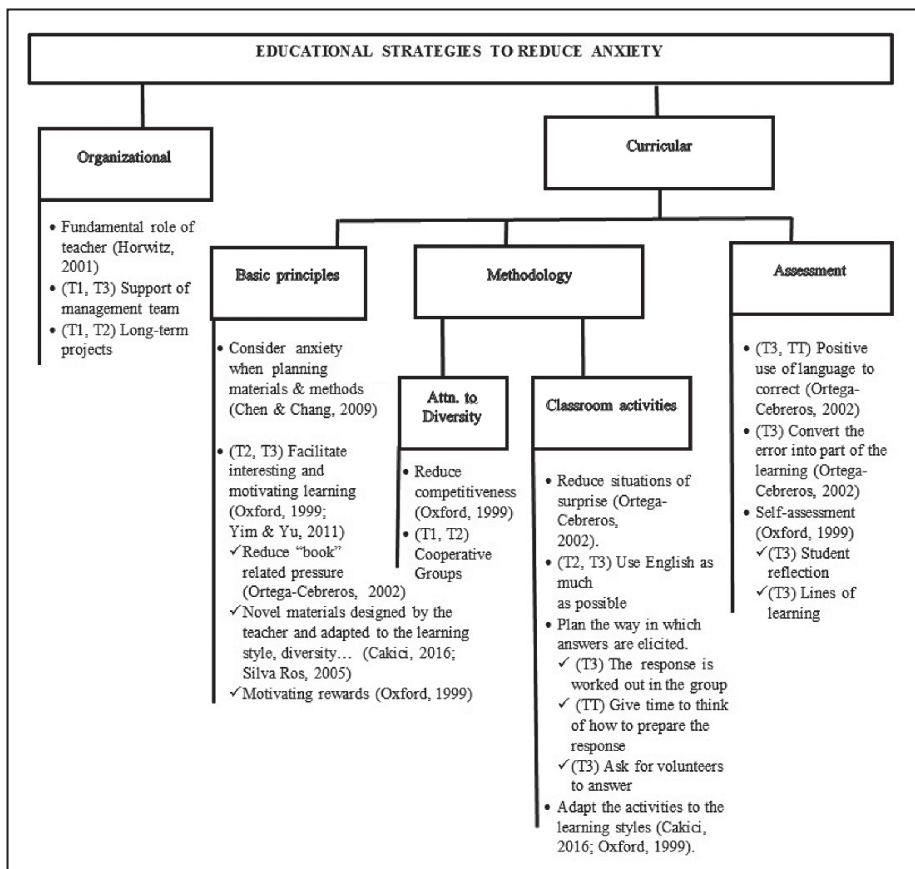 EDUCATIONAL STRATEGIES TO REDUCE ANXIETY
Organizational
• Fundamental role of
teacher (Horwitz,
2001)
• (T1, T3) Support of
management team
• (T1, T2) Long-term
projects
Curricular
Basic principles
• Consider anxiety
when planning
materials & methods
(Chen & Chang, 2009)
• (T2, T3) Facilitate
interesting and
motivating learning
(Oxford, 1999;
Yim & Yu, 2011)
✓Reduce “book”
related pressure
(Ortega-Cebreros, 2002)
✓Novel materials designed by the
teacher and adapted to the learning
style, diversity… (Cakici, 2016;
Silva Ros, 2005)
✓Motivating rewards (Oxford, 1999)
Methodology
Attn. to
Diversity
• Reduce
competitiveness
(Oxford, 1999)
• (T1, T2)
Cooperative
Groups
Classroom activities
• Reduce situations of
surprise (Ortega-
Cebreros,
2002).
• (T2, T3) Use English as
much
as possible
• Plan the way in which
answers are elicited.
✓ (T3) The response is
worked out in the group
✓ (TT) Give time to think
of how to prepare the
response
✓(T3) Ask for volunteers
to answer
• Adapt the activities to the
learning styles (Cakici,
2016; Oxford, 1999).
Assessment
• (T3, TT) Positive
use of language to
correct (Ortega-
Cebreros, 2002)
• (T3) Convert the
error into part of the
learning (Ortega-
Cebreros, 2002)
• Self-assessment
(Oxford, 1999)
✓(T3) Student
reflection
✓(T3) Lines of
learning